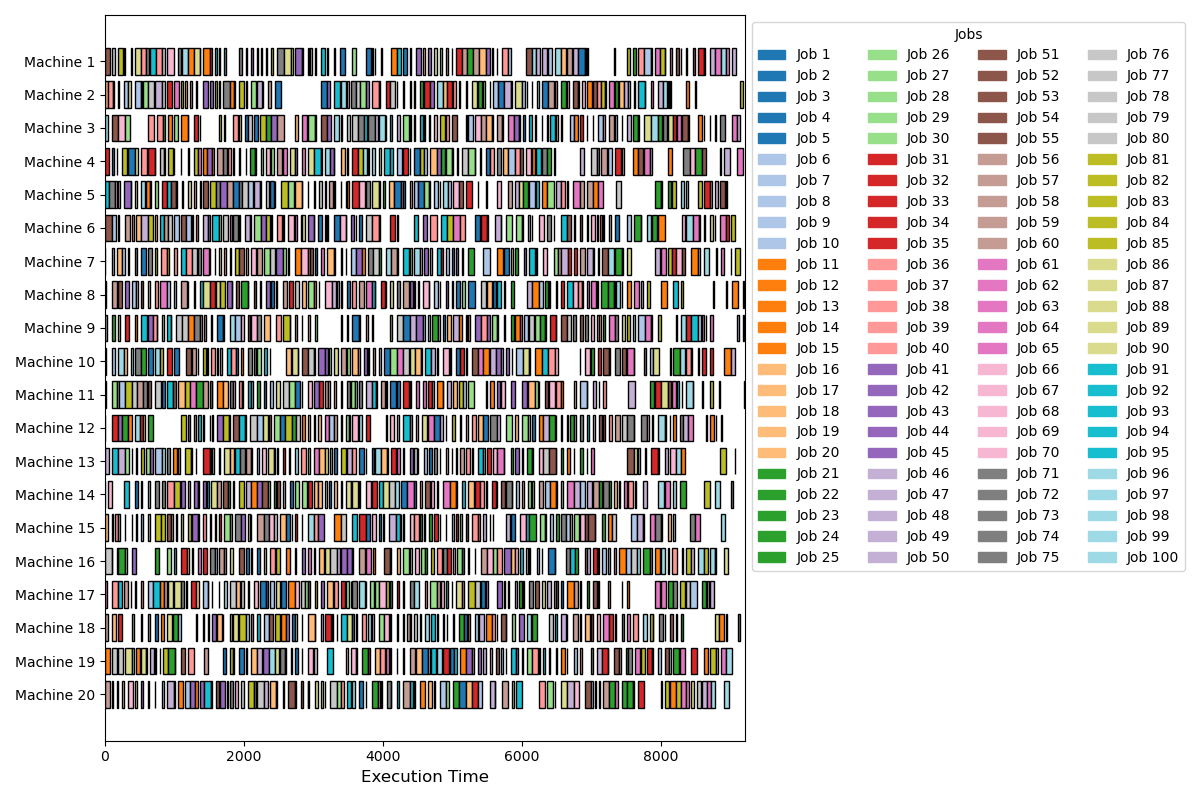 Machine 1
Machine 2
Machine 3
Machine 4
Machine 5
Machine 6
Machine 7
Machine 8
Machine 9
Machine 10
Machine 11
Machine 12
Machine 13
Machine 14
Machine 15
Machine 16
Machine 17
Machine 18
Machine 19
Machine 20
0 2000 4000 6000 8000
Execution Time
Jobs
Job 1 Job 26 Job 51 Job 76
Job 2 Job 27 Job 52 Job 77
Job 3 Job 28 Job 53 Job 78
Job 4 Job 29 Job 54 Job 79
Job 5 Job 30 Job 55 Job 80
Job 6 Job 31 Job 56 Job 81
Job 7 Job 32 Job 57 Job 82
Job 8 Job 33 Job 58 Job 83
Job 9 Job 34 Job 59 Job 84
Job 10 Job 35 Job 60 Job 85
Job 11 Job 36 Job 61 Job 86
Job 12 Job 37 Job 62 Job 87
Job 13 Job 38 Job 63 Job 88
Job 14 Job 39 Job 64 Job 89
Job 15 Job 40 Job 65 Job 90
Job 16 Job 41 Job 66 Job 91
Job 17 Job 42 Job 67 Job 92
Job 18 Job 43 Job 68 Job 93
Job 19 Job 44 Job 69 Job 94
Job 20 Job 45 Job 70 Job 95
Job 21 Job 46 Job 71 Job 96
Job 22 Job 47 Job 72 Job 97
Job 23 Job 48 Job 73 Job 98
Job 24 Job 49 Job 74 Job 99
Job 25 Job 50 Job 75 Job 100